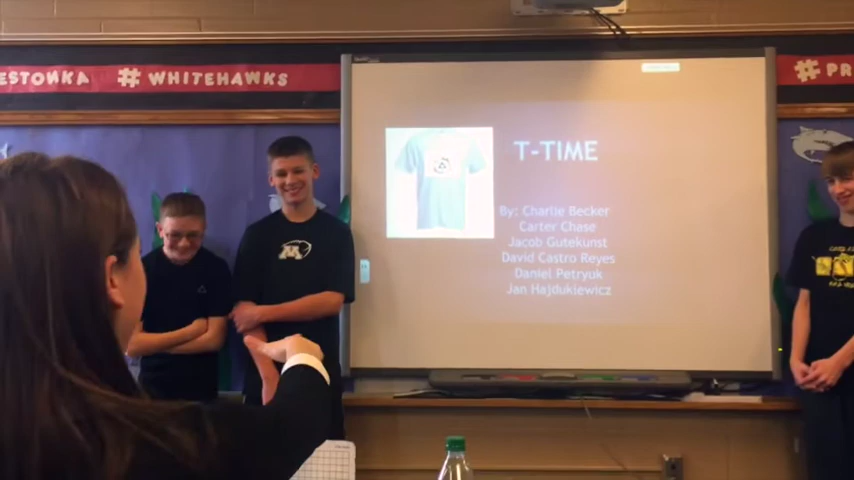 ESTONKA # WHITEHAWKS
# PR
T-TIME
By: Charlie Becker
Carter Chase
Jacob Gutekunst
David Castro Reyes
Daniel Petryuk
Jan Hajdukiewicz
M